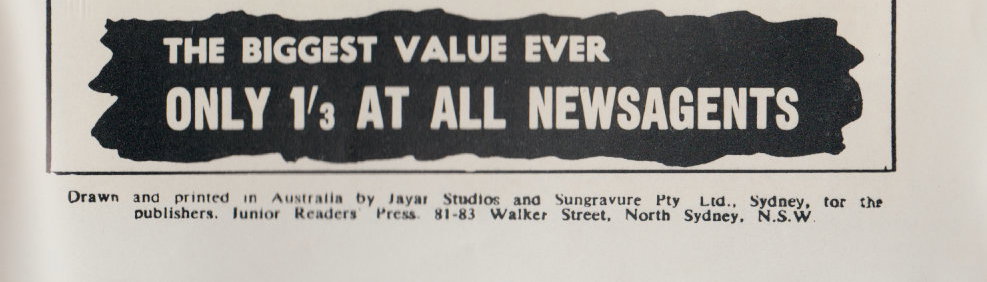 THE BIGGEST VALUE EVER
ONLY 1/3 AT ALL NEWSAGENTS
Drawn and printed in Australia by Jayar Studios and Sungravure Pty Ltd., Sydney, for the
publishers, Junior Readers' Press. 81-83 Walker Street, North Sydney, N.S.W.